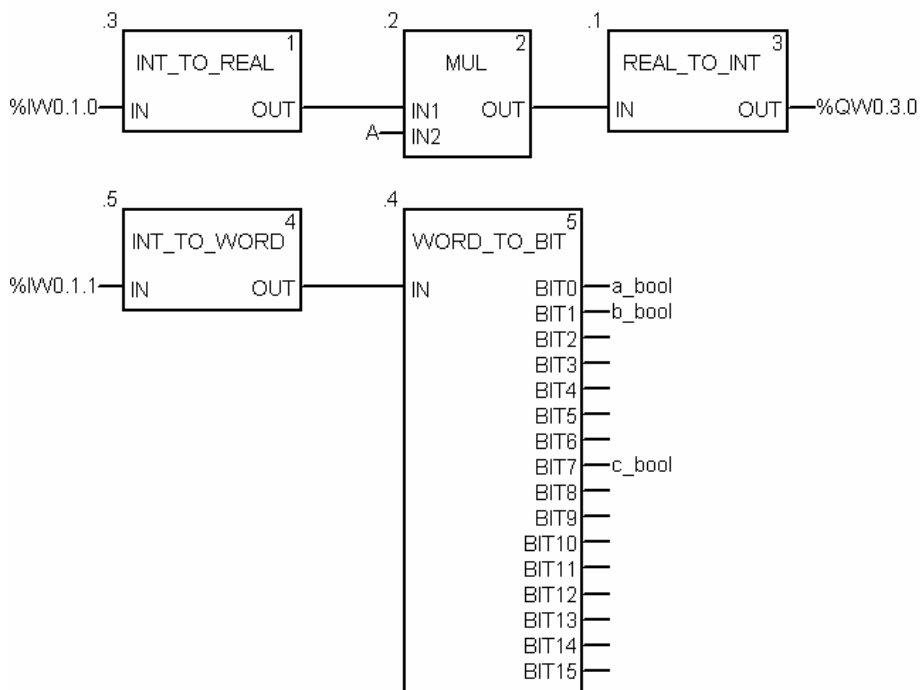 .3 .2 .1
1 2 3
INT_TO_REAL MUL REAL_TO_INT
%IW0.1.0 IN OUT IN1 OUT IN OUT %QW0.3.0
A IN2
.5 .4
4 5
INT_TO_WORD WORD_TO_BIT
%IW0.1.1 IN OUT IN BIT0 a_bool
BIT1 b_bool
BIT2
BIT3
BIT4
BIT5
BIT6
BIT7 c_bool
BIT8
BIT9
BIT10
BIT11
BIT12
BIT13
BIT14
BIT15